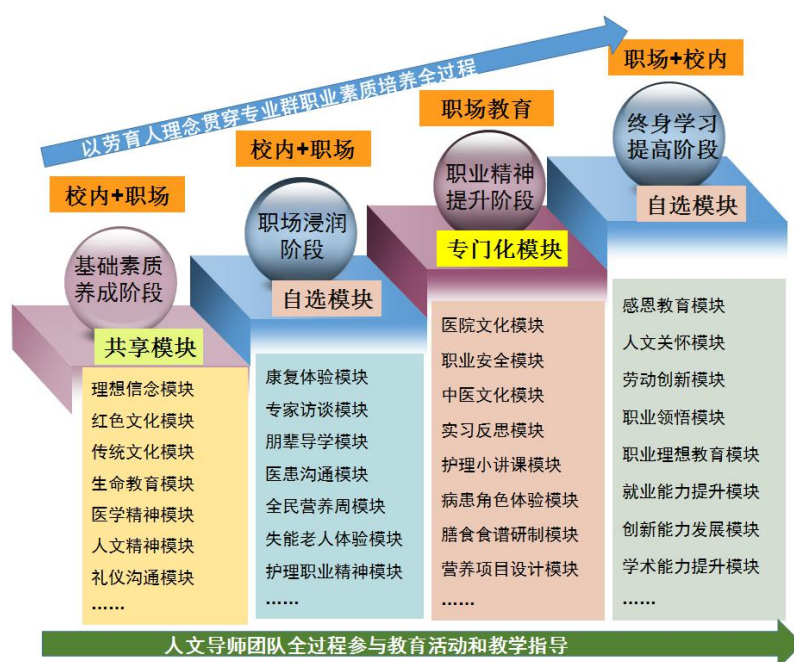 以劳育人理念贯穿专业群职业素质培养全过程
校内+职场
基础素质
养成阶段
共享模块
理想信念模块
红色文化模块
传统文化模块
生命教育模块
医学精神模块
人文精神模块
礼仪沟通模块
……
校内+职场
职场浸润
阶段
自选模块
康复体验模块
专家访谈模块
朋辈导学模块
医患沟通模块
全民营养周模块
失能老人体验模块
护理职业精神模块
……
职场教育
职业精神
提升阶段
专门化模块
医院文化模块
职业安全模块
中医文化模块
实习反思模块
护理小讲课模块
病患角色体验模块
膳食食谱研制模块
营养项目设计模块
……
职场+校内
终身学习
提高阶段
自选模块
感恩教育模块
人文关怀模块
劳动创新模块
职业领悟模块
职业理想教育模块
就业能力提升模块
创新能力发展模块
学术能力提升模块
……
人文导师团队全过程参与教育活动和教学指导